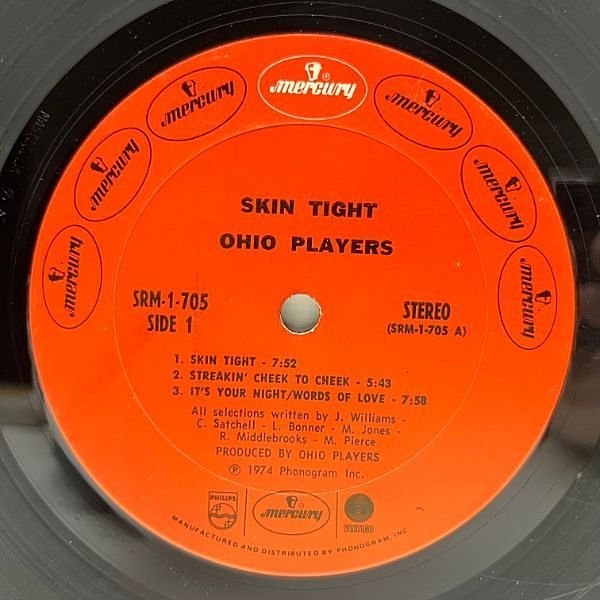 mercury
mercury
mercury
mercury
mercury
mercury
mercury
SKIN TIGHT
OHIO PLAYERS
SRM-1-705
SIDE 1
STEREO
(SRM-1-705 A)
1. SKIN TIGHT - 7:52
2. STREAKIN' CHEEK TO CHEEK - 5:43
3. IT'S YOUR NIGHT/WORDS OF LOVE - 7:58
All selections written by J. Williams -
C. Satchell - L. Bonner - M. Jones -
R. Middlebrooks - M. Pierce
PRODUCED BY OHIO PLAYERS
Ⓟ 1974 Phonogram Inc.
PHILIPS
mercury
VERTIGO
MANUFACTURED AND DISTRIBUTED BY PHONOGRAM, INC